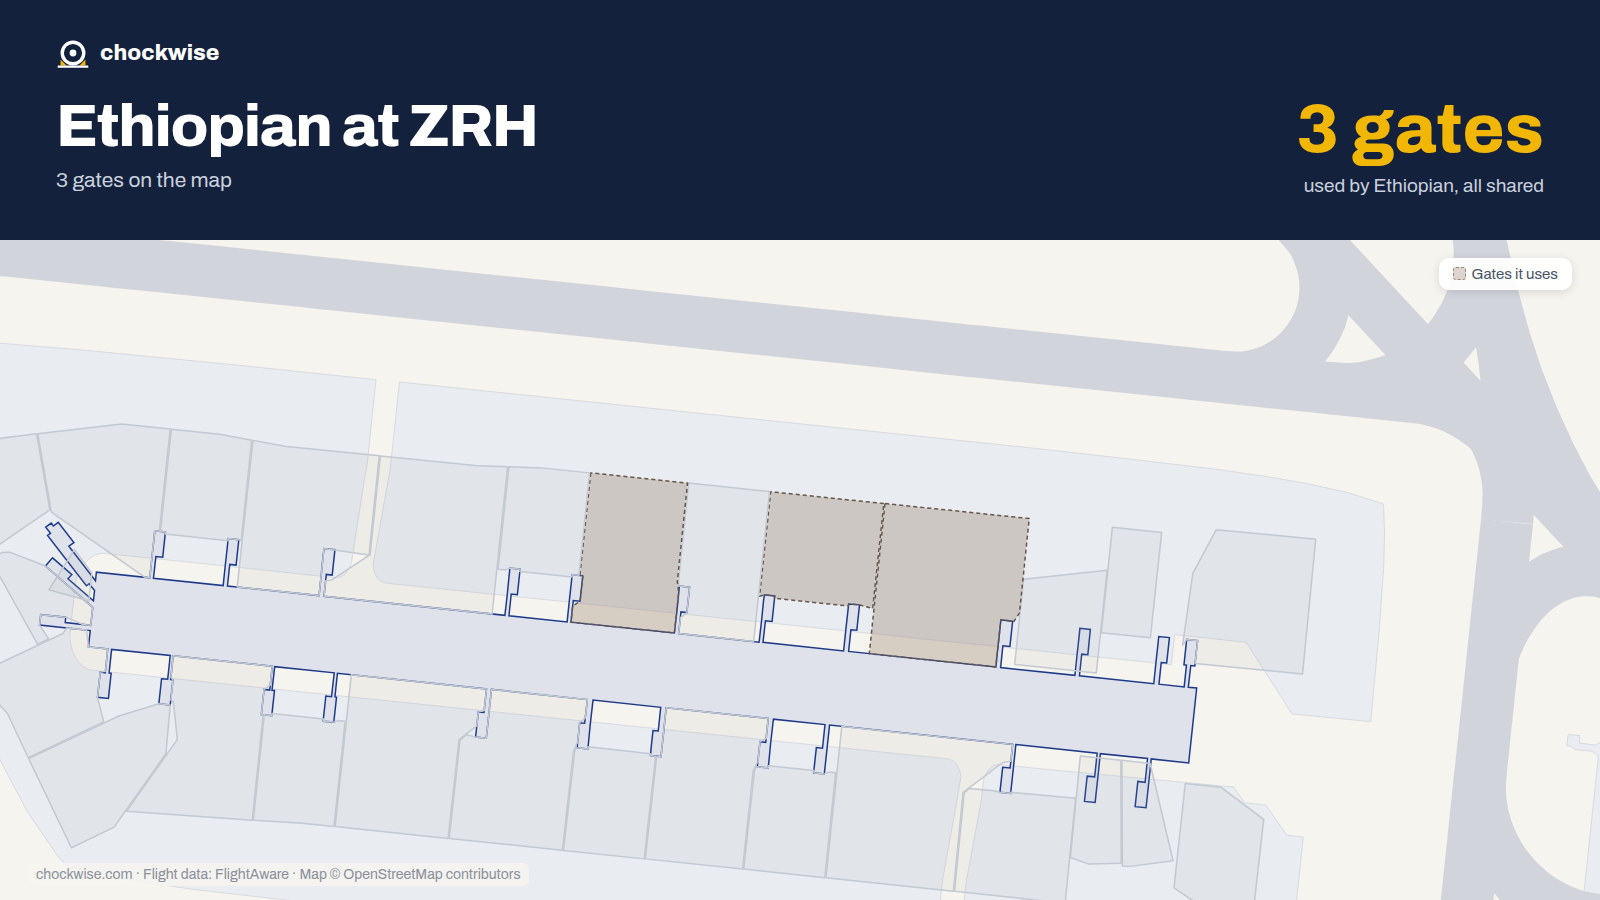 chockwise
Ethiopian at ZRH
3 gates on the map
3 gates
used by Ethiopian, all shared
Gates it uses
chockwise.com · Flight data: FlightAware · Map © OpenStreetMap contributors